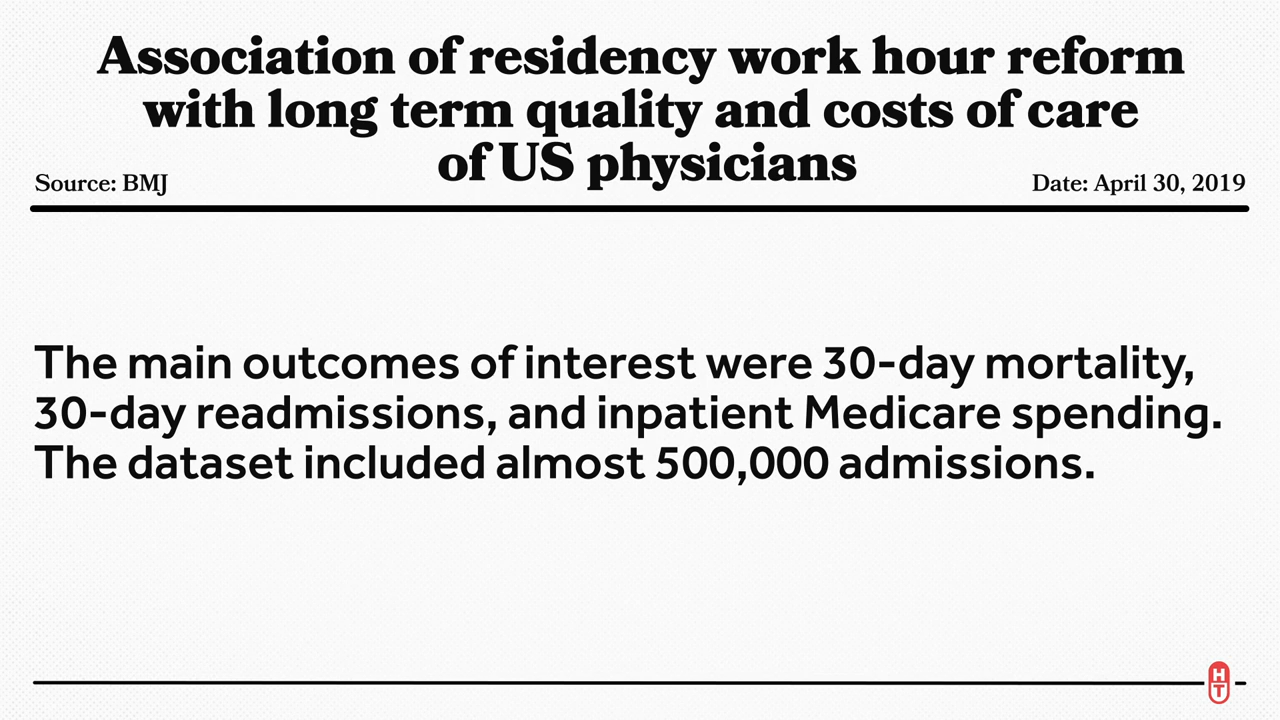 Association of residency work hour reform
with long term quality and costs of care
of US physicians
Source: BMJ
Date: April 30, 2019
The main outcomes of interest were 30-day mortality,
30-day readmissions, and inpatient Medicare spending.
The dataset included almost 500,000 admissions.
H
T